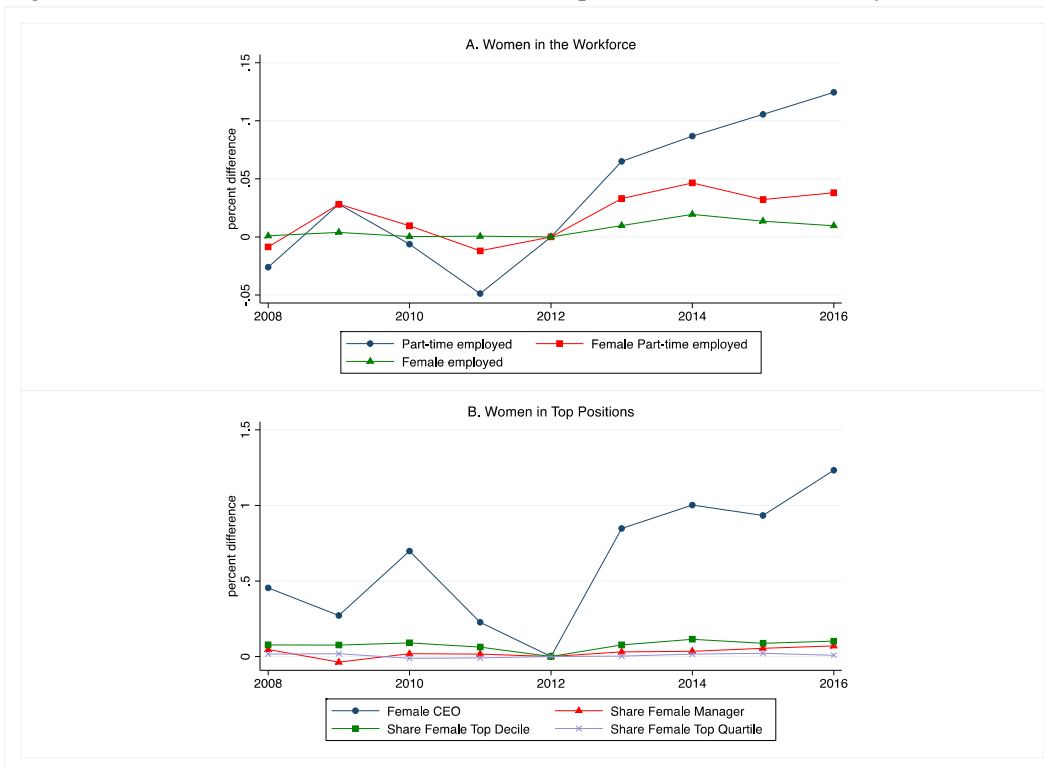 A. Women in the Workforce
percent difference
.15
.1
.05
0
-.05
2008 2010 2012 2014 2016
Part-time employed Female Part-time employed
Female employed
B. Women in Top Positions
percent difference
1.5
1
.5
0
2008 2010 2012 2014 2016
Female CEO Share Female Manager
Share Female Top Decile Share Female Top Quartile